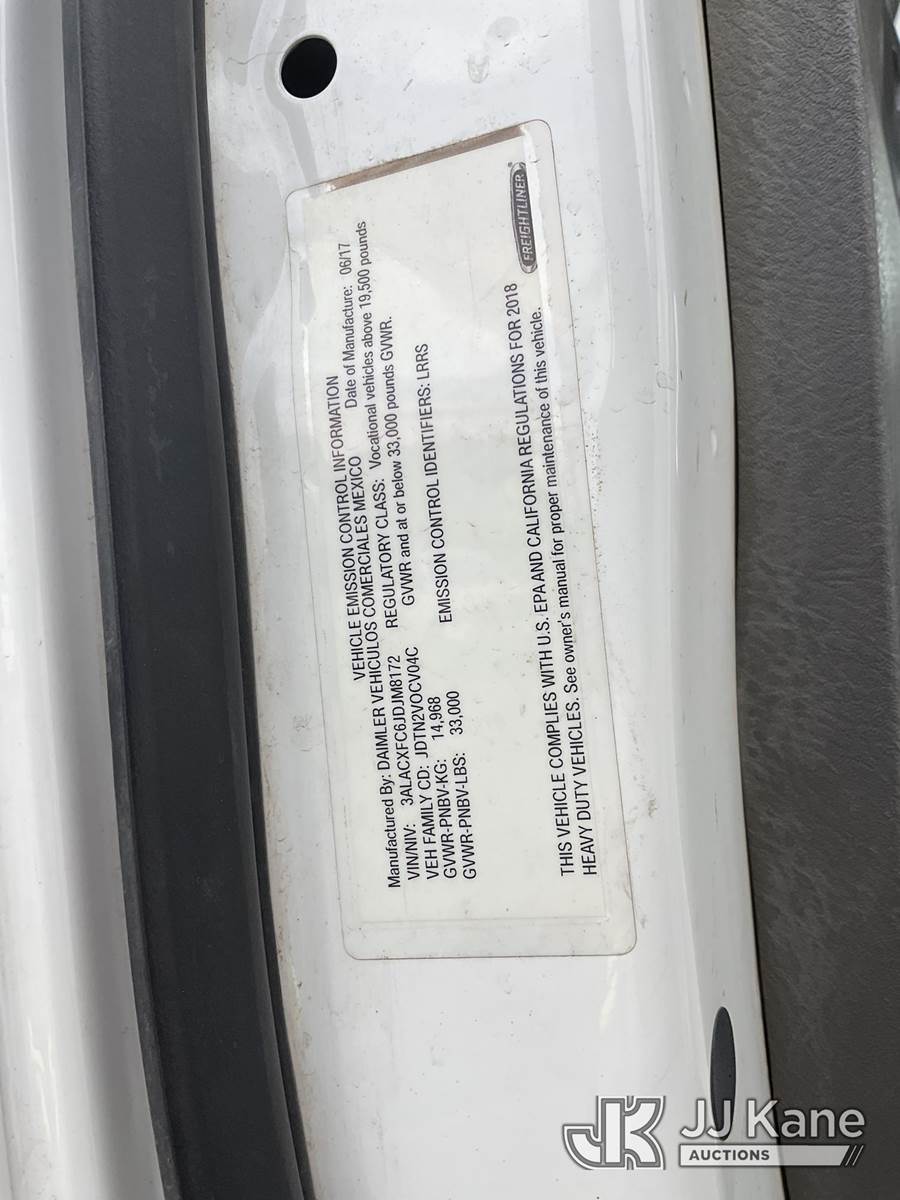 VEHICLE EMISSION CONTROL INFORMATION
Manufactured By: DAIMLER VEHICULOS COMERCIALES MEXICO Date of Manufacture: 06/17
VIN/NIV: 3ALACXFC6JDJM8172 REGULATORY CLASS: Vocational vehicles above 19,500 pounds
VEH FAMILY CD: JDTN2VOCV04C GVWR and at or below 33,000 pounds GVWR.
GVWR-PNBV-KG: 14,968
GVWR-PNBV-LBS: 33,000 EMISSION CONTROL IDENTIFIERS: LRRS
THIS VEHICLE COMPLIES WITH U.S. EPA AND CALIFORNIA REGULATIONS FOR 2018
HEAVY DUTY VEHICLES. See owner's manual for proper maintenance of this vehicle.
FREIGHTLINER
JK JJ Kane
AUCTIONS